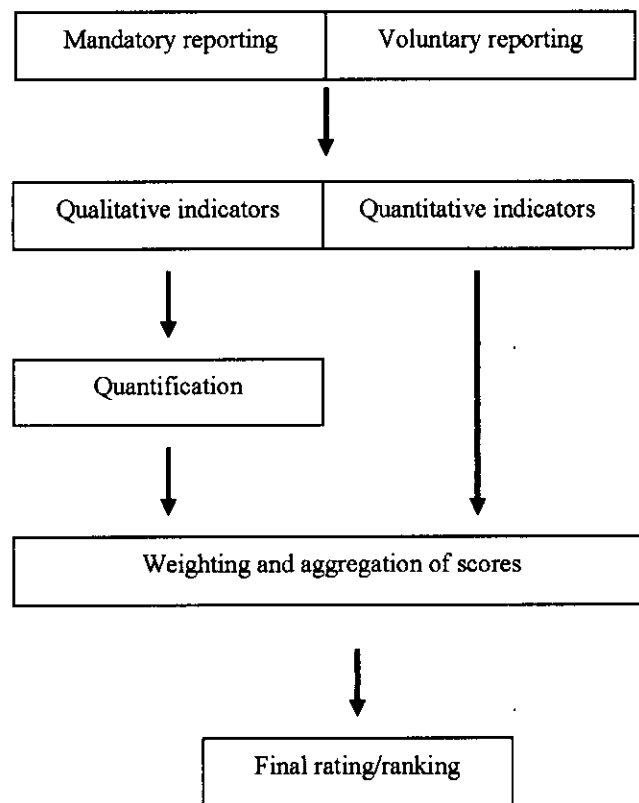 Mandatory reporting
Voluntary reporting
Qualitative indicators
Quantitative indicators
Quantification
Weighting and aggregation of scores
Final rating/ranking